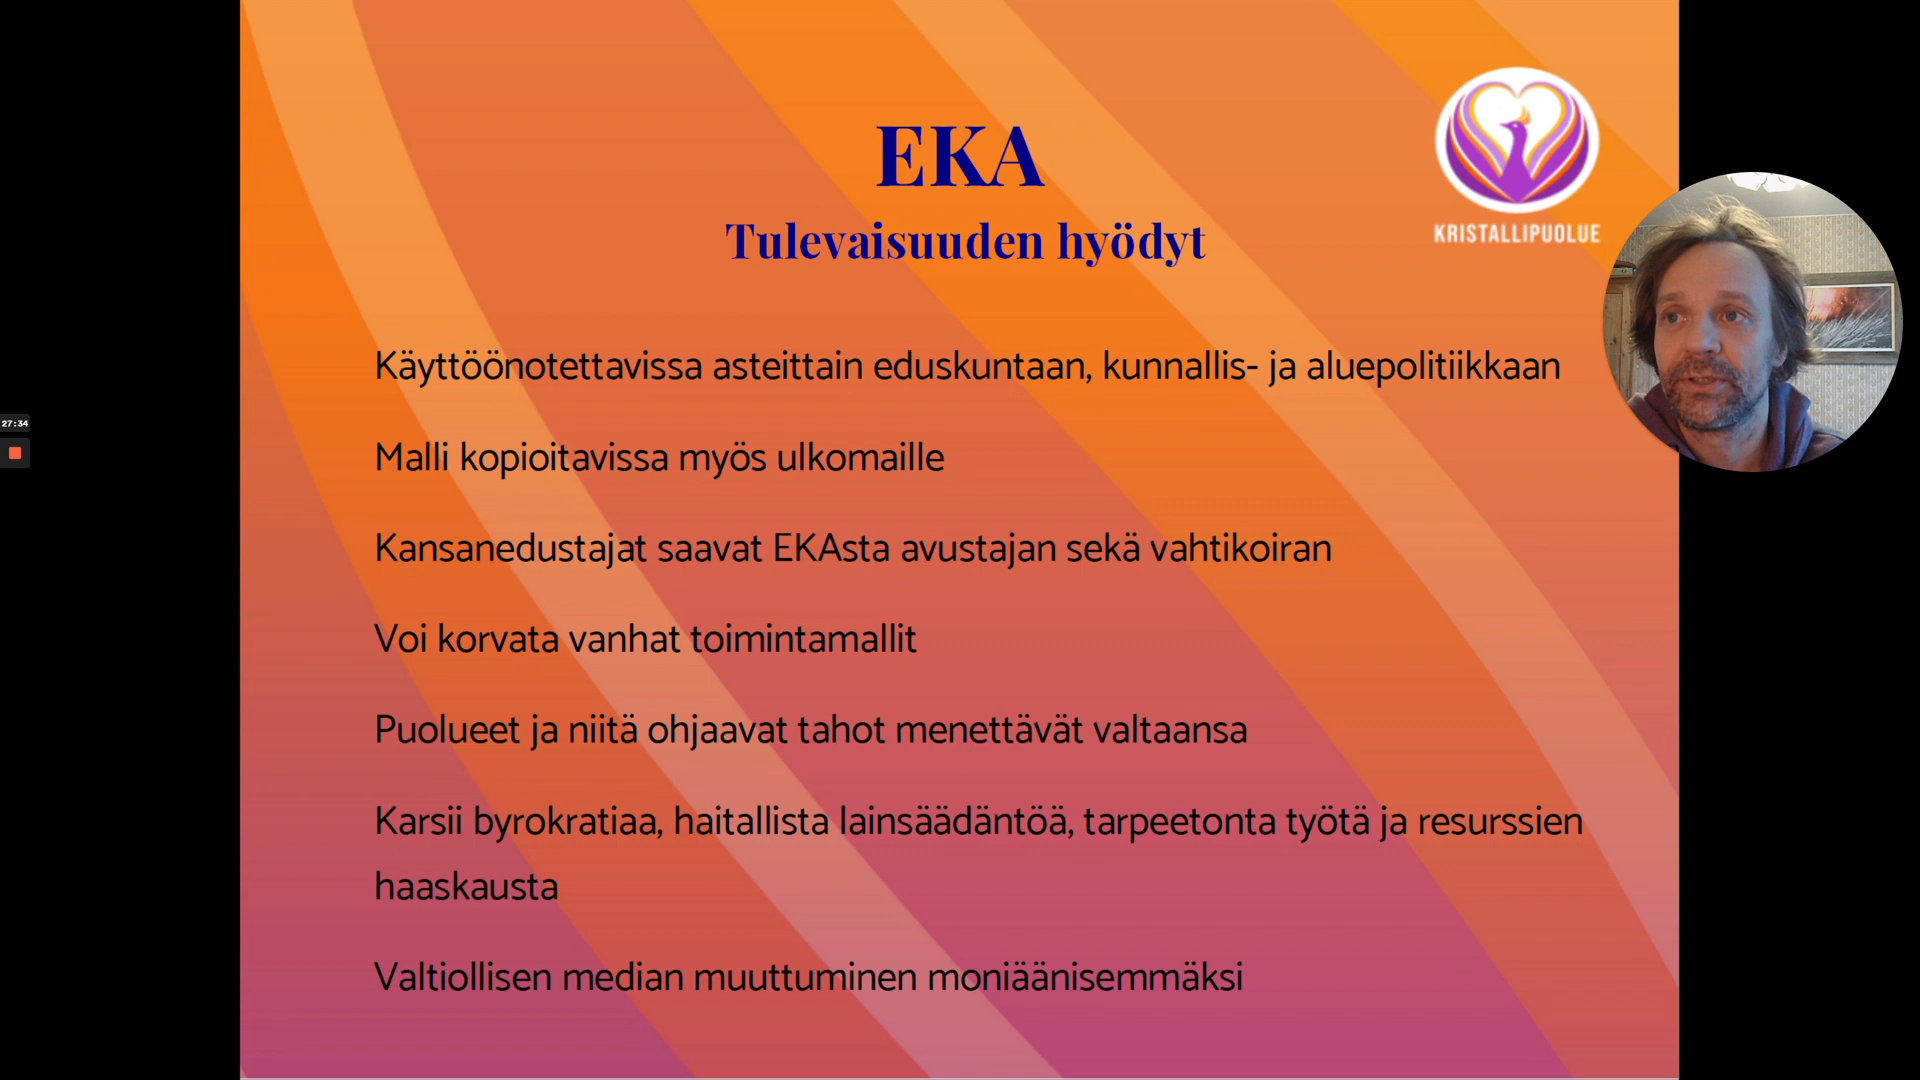 EKA
Tulevaisuuden hyödyt
KRISTALLIPUOLUE
Käyttöönotettavissa asteittain eduskuntaan, kunnallis- ja aluepolitiikkaan
27:34
Malli kopioitavissa myös ulkomaille
Kansanedustajat saavat EKAsta avustajan sekä vahtikoiran
Voi korvata vanhat toimintamallit
Puolueet ja niitä ohjaavat tahot menettävät valtaansa
Karsii byrokratiaa, haitallista lainsäädäntöä, tarpeetonta työtä ja resurssien
haaskausta
Valtiollisen median muuttuminen moniäänisemmäksi